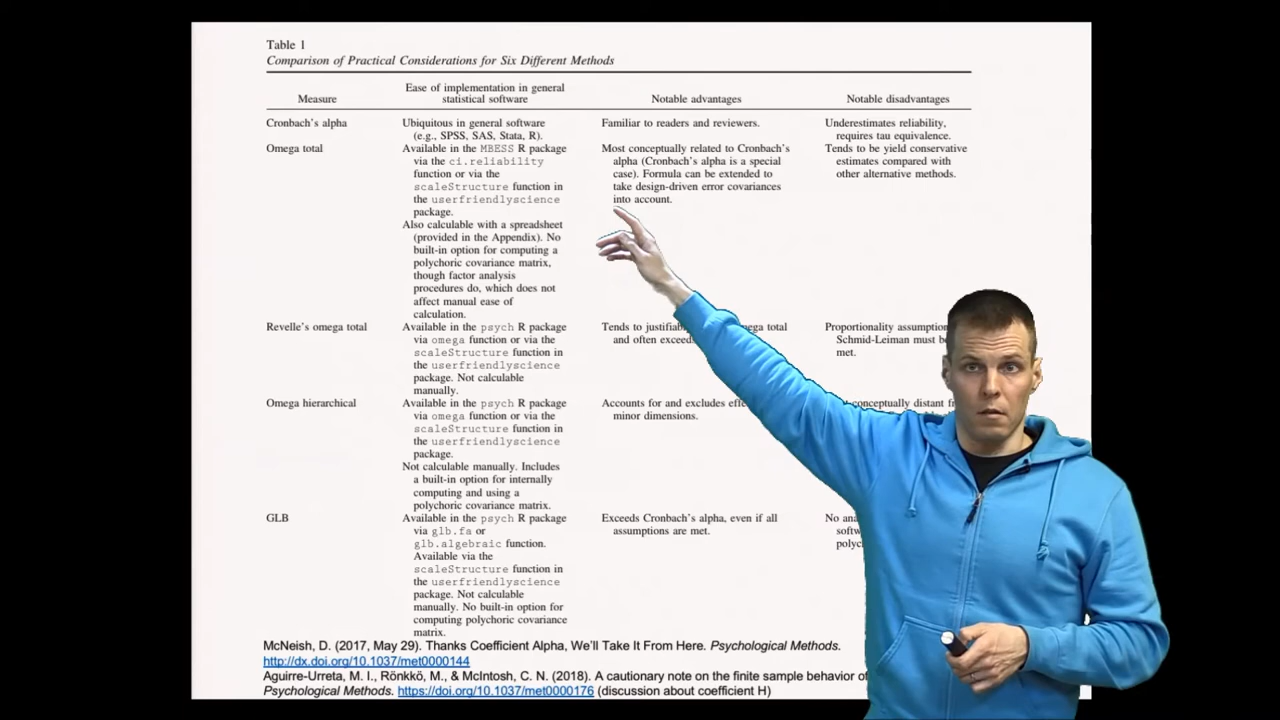 Table 1
Comparison of Practical Considerations for Six Different Methods
Measure
Ease of implementation in general
statistical software
Notable advantages
Notable disadvantages
Cronbach's alpha
Ubiquitous in general software
(e.g., SPSS, SAS, Stata, R).
Familiar to readers and reviewers.
Underestimates reliability,
requires tau equivalence.
Omega total
Available in the MBESS R package
via the ci.reliability
function or via the
scaleStructure function in
the userfriendlyscience
package.
Also calculable with a spreadsheet
(provided in the Appendix). No
built-in option for computing a
polychoric covariance matrix,
though factor analysis
procedures do, which does not
affect manual ease of
calculation.
Most conceptually related to Cronbach's
alpha (Cronbach's alpha is a special
case). Formula can be extended to
take design-driven error covariances
into account.
Tends to be yield conservative
estimates compared with
other alternative methods.
Revelle's omega total
Available in the psych R package
via omega function or via the
scaleStructure function in
the userfriendlyscience
package. Not calculable
manually.
Tends to total
and often
Proportionality
Schmid-Leiman must
met.
Omega hierarchical
Available in the psych R package
via omega function or via the
scaleStructure function in
the userfriendlyscience
package.
Not calculable manually. Includes
a built-in option for internally
computing and using a
polychoric covariance matrix.
Accounts for and excludes
minor dimensions.
conceptually distant
GLB
Available in the psych R package
via glb.fa or
glb.algebraic function.
Available via the
scaleStructure function in
the userfriendlyscience
package. Not calculable
manually. No built-in option for
computing polychoric covariance
matrix.
Exceeds Cronbach's alpha, even if all
assumptions are met.
No
McNeish, D. (2017, May 29). Thanks Coefficient Alpha, We'll Take It From Here. Psychological Methods.
http://dx.doi.org/10.1037/met0000144
Aguirre-Urreta, M. I., Rönkkö, M., & McIntosh, C. N. (2018). A cautionary note on the finite sample behavior of
Psychological Methods. https://doi.org/10.1037/met0000176 (discussion about coefficient H)